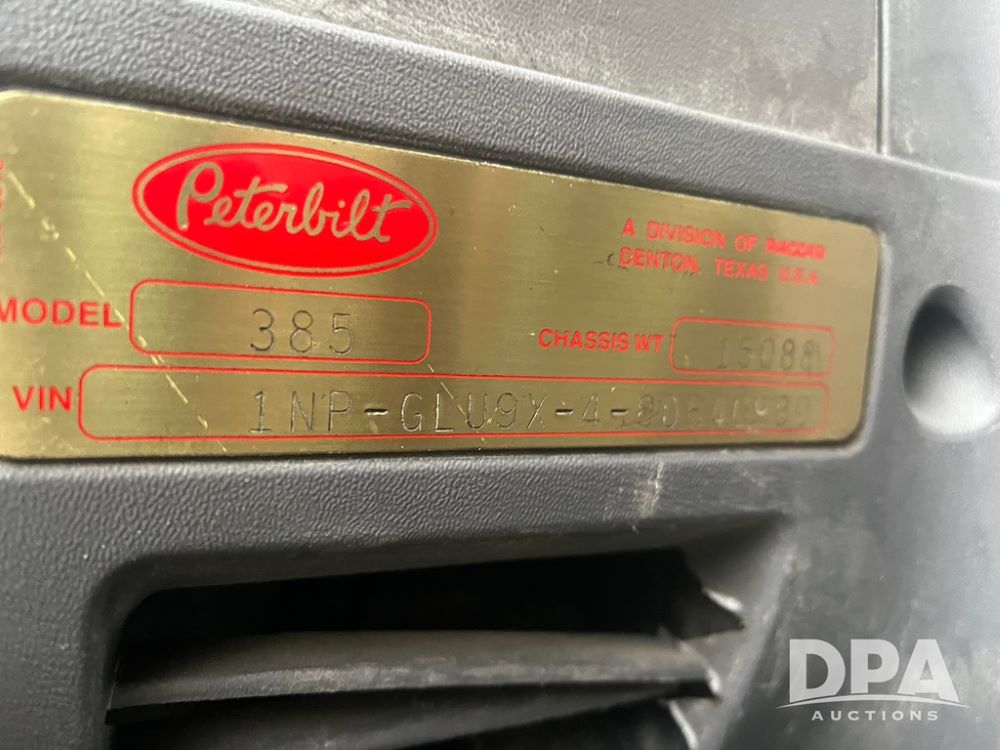 Peterbilt
A DIVISION OF PACCAR
DENTON, TEXAS U.S.A.
MODEL 385
CHASSIS WT 15088
VIN 1NP-GLU9X-4-
DPA
AUCTIONS